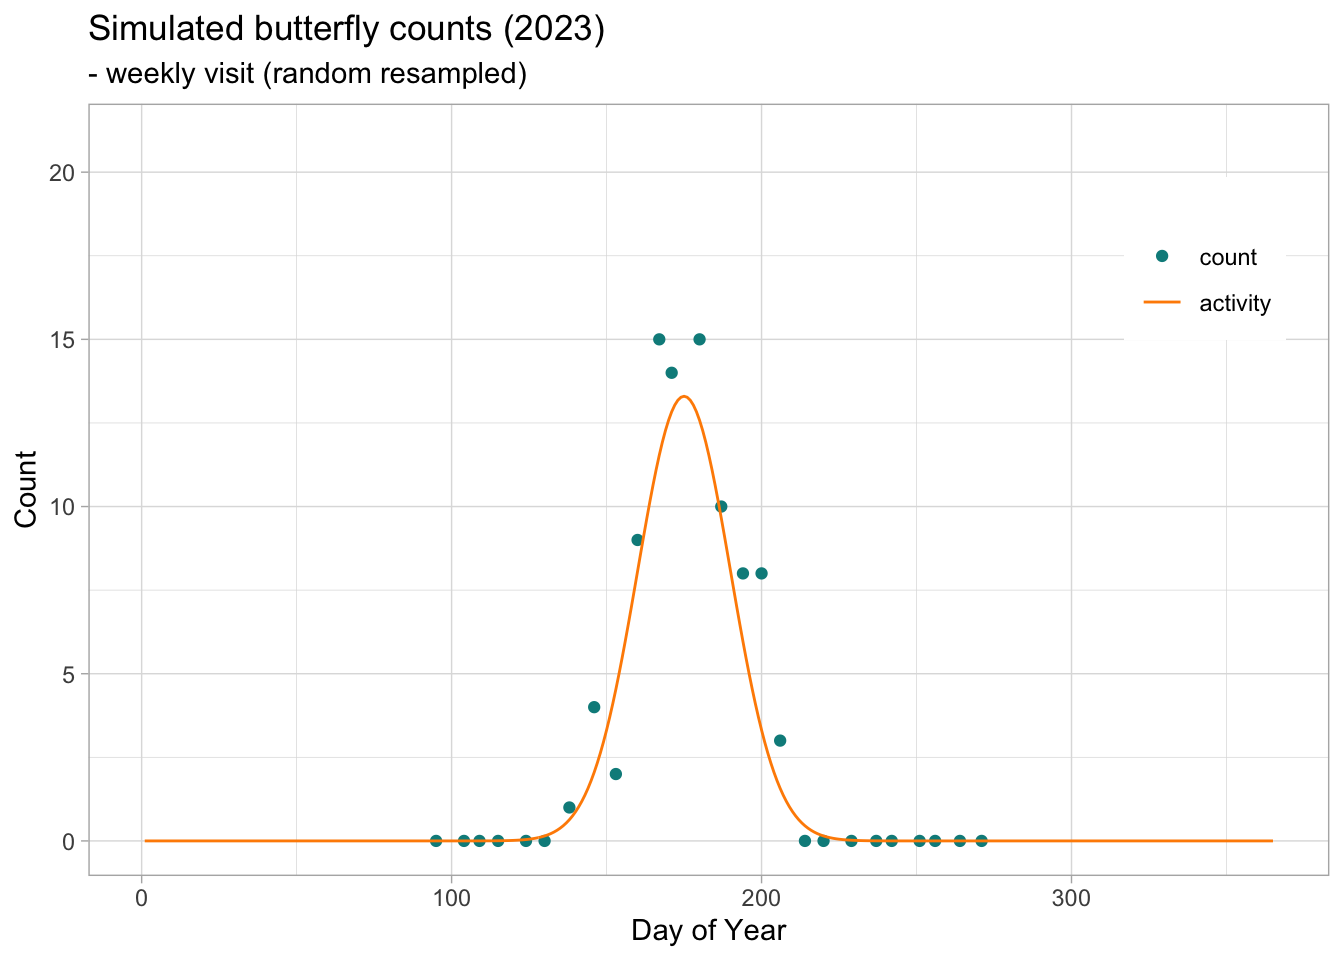 Simulated butterfly counts (2023)
- weekly visit (random resampled)
20
15
10
5
0
Count
count
activity
0 100 200 300
Day of Year